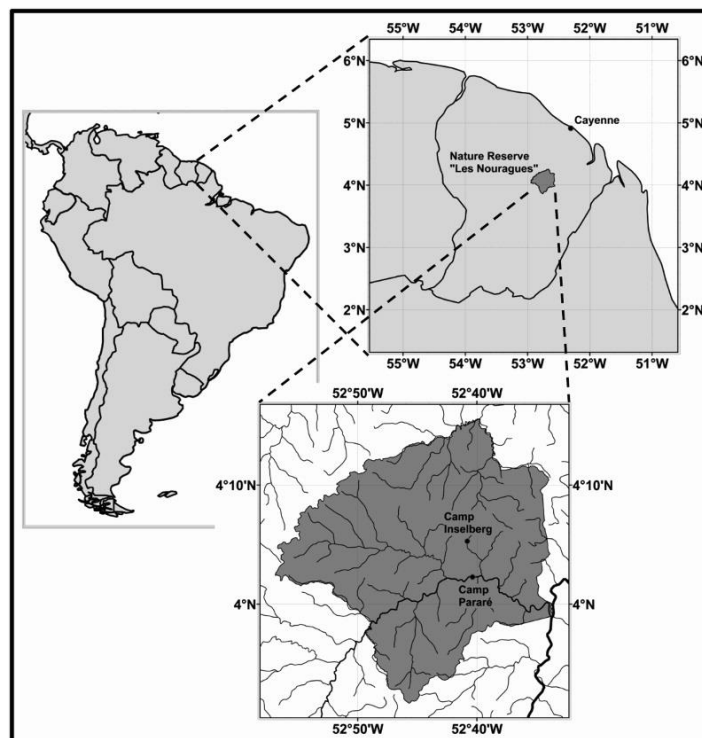 55°W 54°W 53°W 52°W 51°W
6°N 6°N
5°N 5°N
4°N 4°N
3°N 3°N
2°N 2°N
Cayenne
Nature Reserve
"Les Nouragues"
55°W 54°W 53°W 52°W 51°W
52°50'W 52°40'W
4°10'N 4°10'N
Camp
Inselberg
Camp
Pararé
4°N 4°N
52°50'W 52°40'W